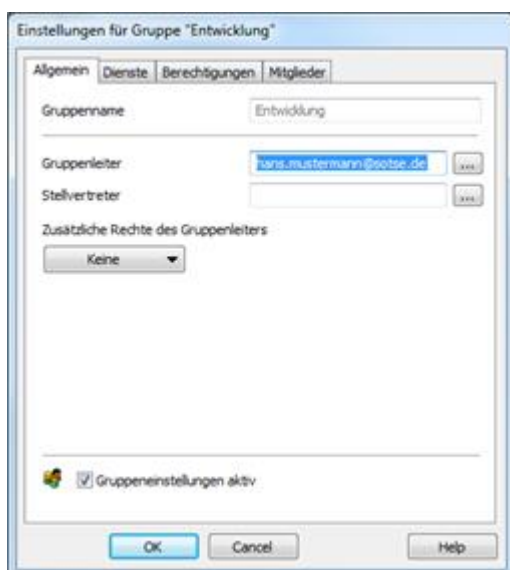 Einstellungen für Gruppe "Entwicklung"
Allgemein Dienste Berechtigungen Mitglieder
Gruppenname Entwicklung
Gruppenleiter hans.mustermann@sotse.de ...
Stellvertreter ...
Zusätzliche Rechte des Gruppenleiters
Keine
Gruppeneinstellungen aktiv
OK Cancel Help